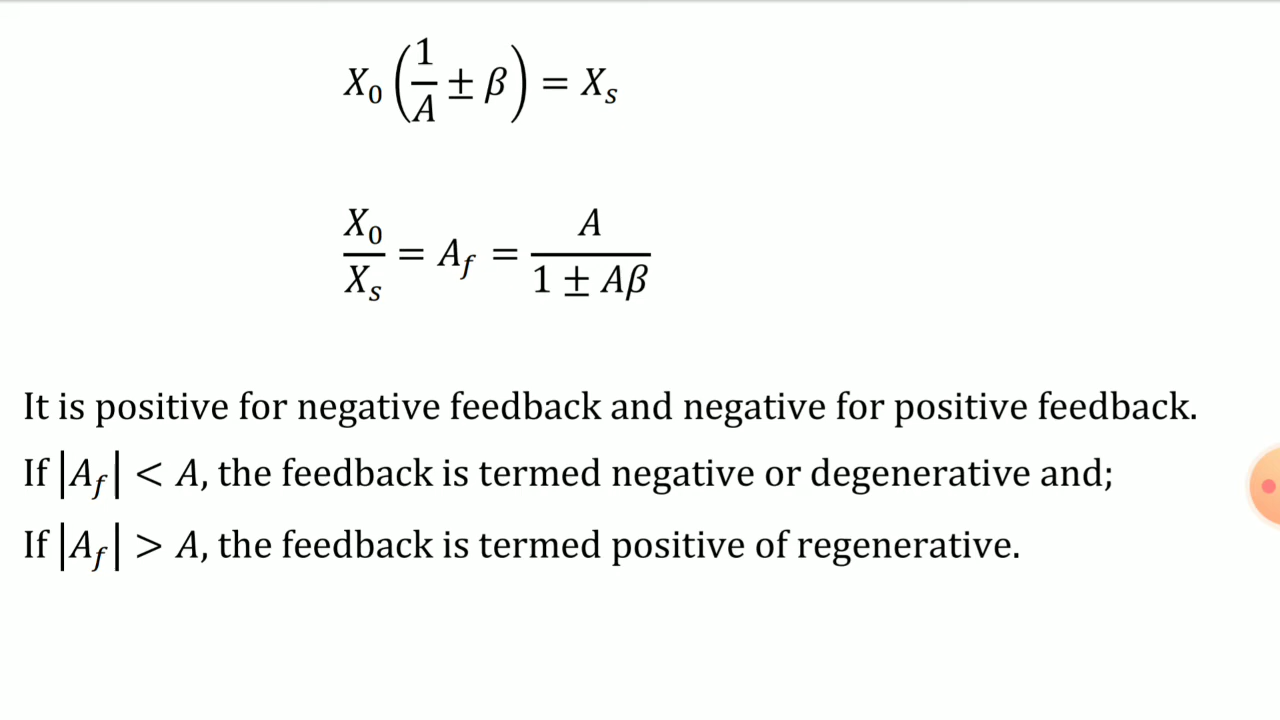 X₀(1/A ± β) = Xₛ
X₀/Xₛ = A_f = A/(1 ± Aβ)
It is positive for negative feedback and negative for positive feedback.
If |A_f| < A, the feedback is termed negative or degenerative and;
If |A_f| > A, the feedback is termed positive of regenerative.